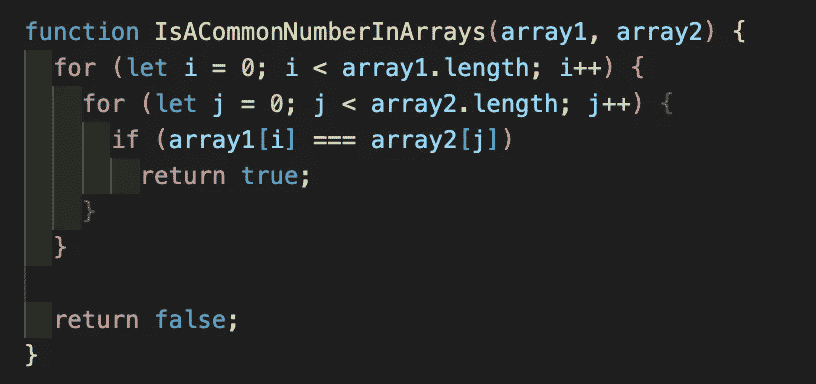 function IsACommonNumberInArrays(array1, array2) {
  for (let i = 0; i < array1.length; i++) {
    for (let j = 0; j < array2.length; j++) {
      if (array1[i] === array2[j])
        return true;
    }
  }

  return false;
}